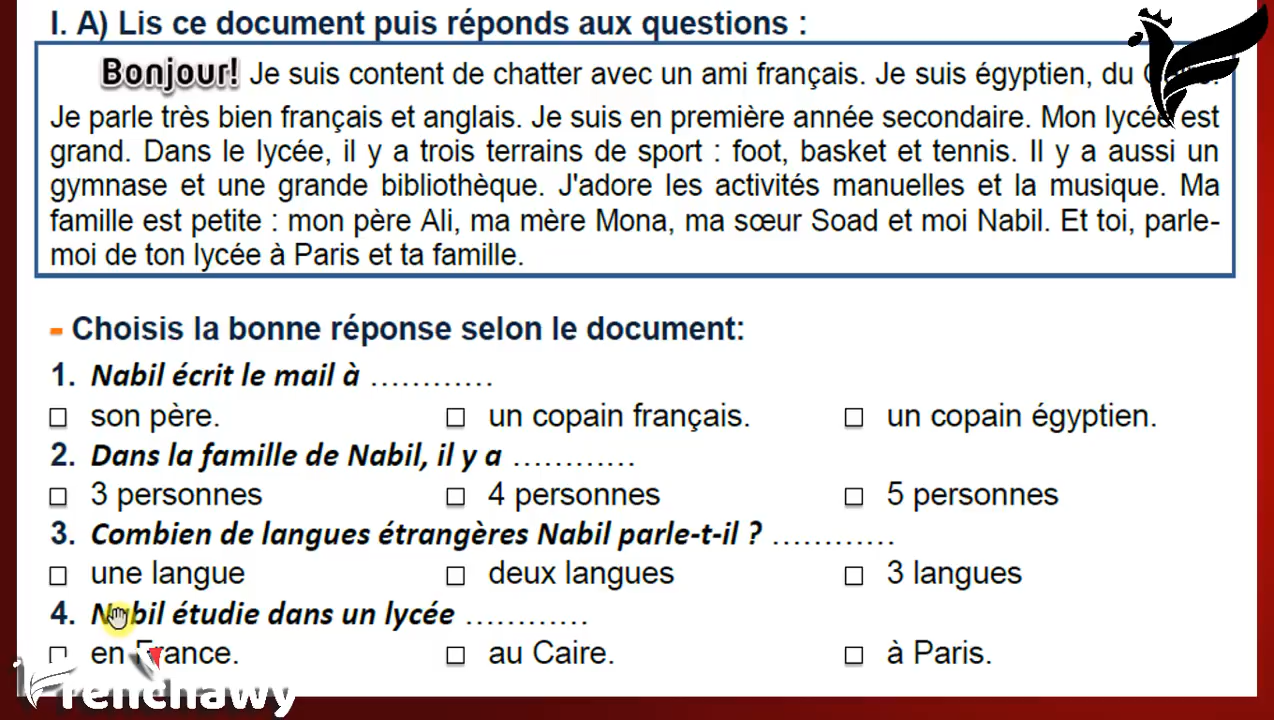 I. A) Lis ce document puis réponds aux questions :
Bonjour! Je suis content de chatter avec un ami français. Je suis égyptien, du
Je parle très bien français et anglais. Je suis en première année secondaire. Mon lycée est
grand. Dans le lycée, il y a trois terrains de sport : foot, basket et tennis. Il y a aussi un
gymnase et une grande bibliothèque. J'adore les activités manuelles et la musique. Ma
famille est petite : mon père Ali, ma mère Mona, ma sœur Soad et moi Nabil. Et toi, parle-
moi de ton lycée à Paris et ta famille.
- Choisis la bonne réponse selon le document:
1. Nabil écrit le mail à …………
son père. un copain français. un copain égyptien.
2. Dans la famille de Nabil, il y a …………
3 personnes 4 personnes 5 personnes
3. Combien de langues étrangères Nabil parle-t-il ? …………
une langue deux langues 3 langues
4. Nabil étudie dans un lycée …………
en France. au Caire. à Paris.
Frenchawy